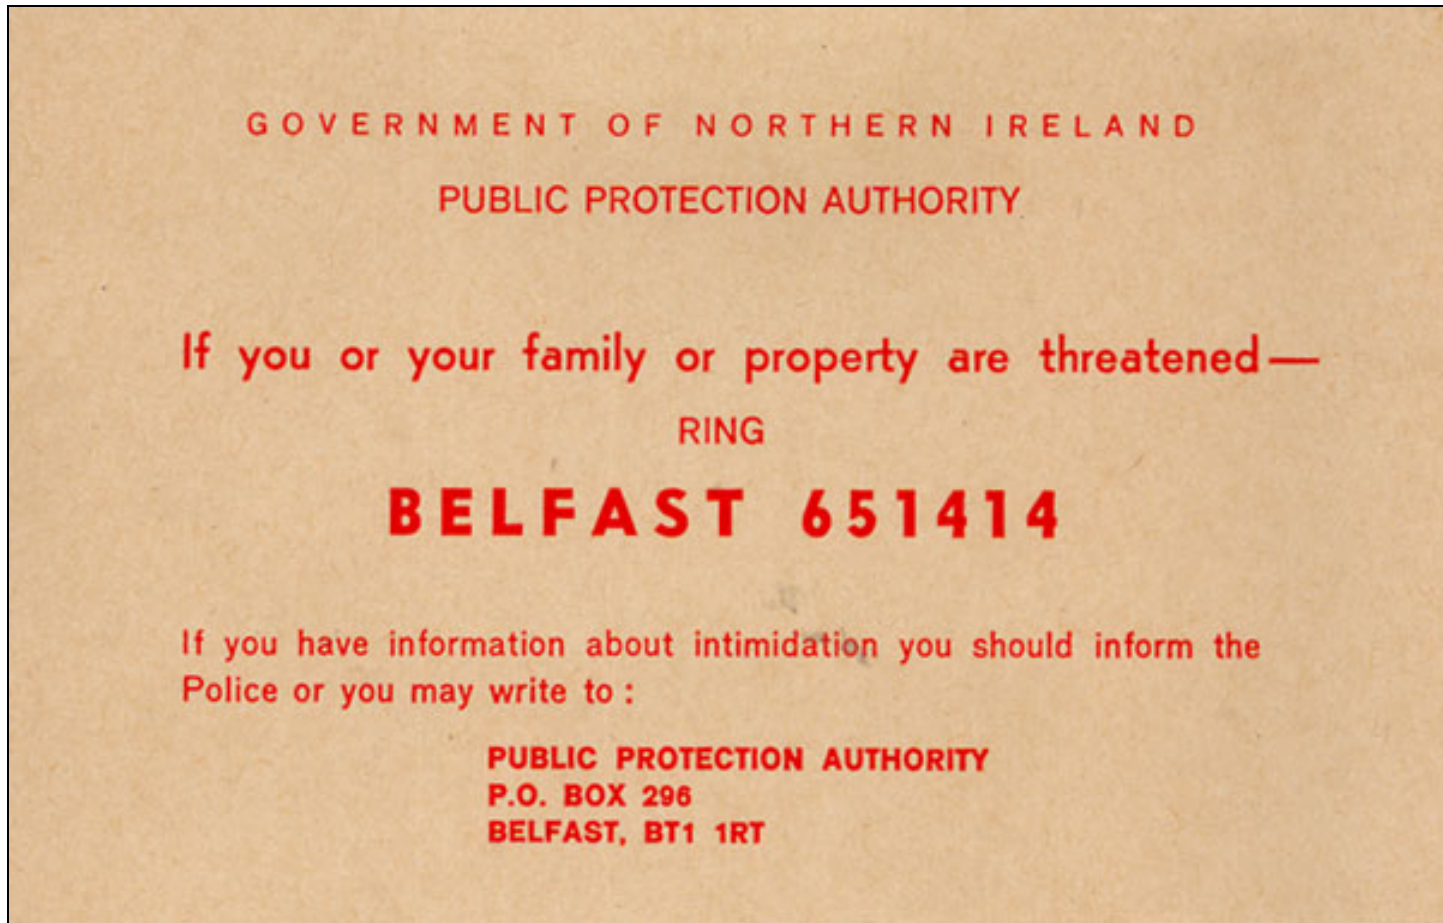 GOVERNMENT OF NORTHERN IRELAND
PUBLIC PROTECTION AUTHORITY
If you or your family or property are threatened—
RING
BELFAST 651414
If you have information about intimidation you should inform the
Police or you may write to :
PUBLIC PROTECTION AUTHORITY
P.O. BOX 296
BELFAST, BT1 1RT